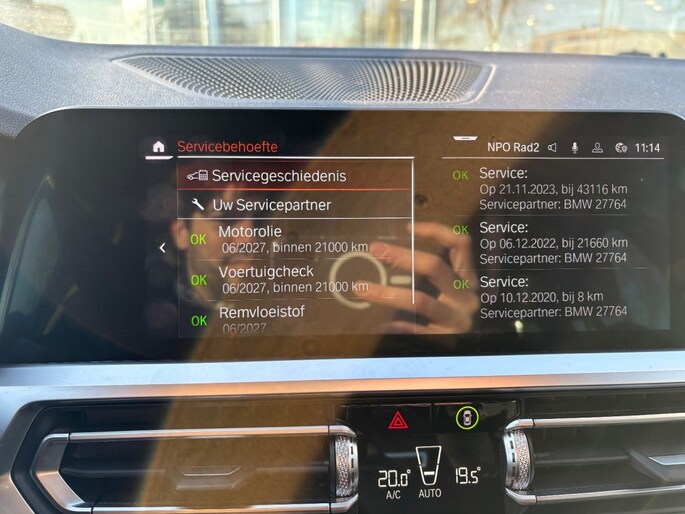 Servicebehoefte
Servicegeschiedenis
Uw Servicepartner
OK Motorolie
06/2027, binnen 21000 km
OK Voertuigcheck
06/2027, binnen 21000 km
OK Remvloeistof
06/2027
NPO Rad2 11:14
OK Service:
Op 21.11.2023, bij 43116 km
Servicepartner: BMW 27764
OK Service:
Op 06.12.2022, bij 21660 km
Servicepartner: BMW 27764
OK Service:
Op 10.12.2020, bij 8 km
Servicepartner: BMW 27764
20.0 19.5°
A/C AUTO